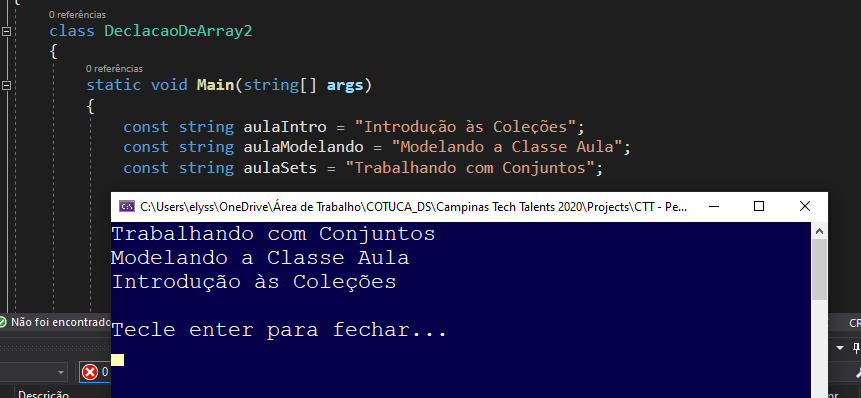 {
0 referências
class DeclacaoDeArray2
{
0 referências
static void Main(string[] args)
{
const string aulaIntro = "Introdução às Coleções";
const string aulaModelando = "Modelando a Classe Aula";
const string aulaSets = "Trabalhando com Conjuntos";
C:\Users\elyss\OneDrive\Área de Trabalho\COTUCA_DS\Campinas Tech Talents 2020\Projects\CTT - Pe...
Trabalhando com Conjuntos
Modelando a Classe Aula
Introdução às Coleções
Tecle enter para fechar...
Não foi encontrado
CR
0
Descrição